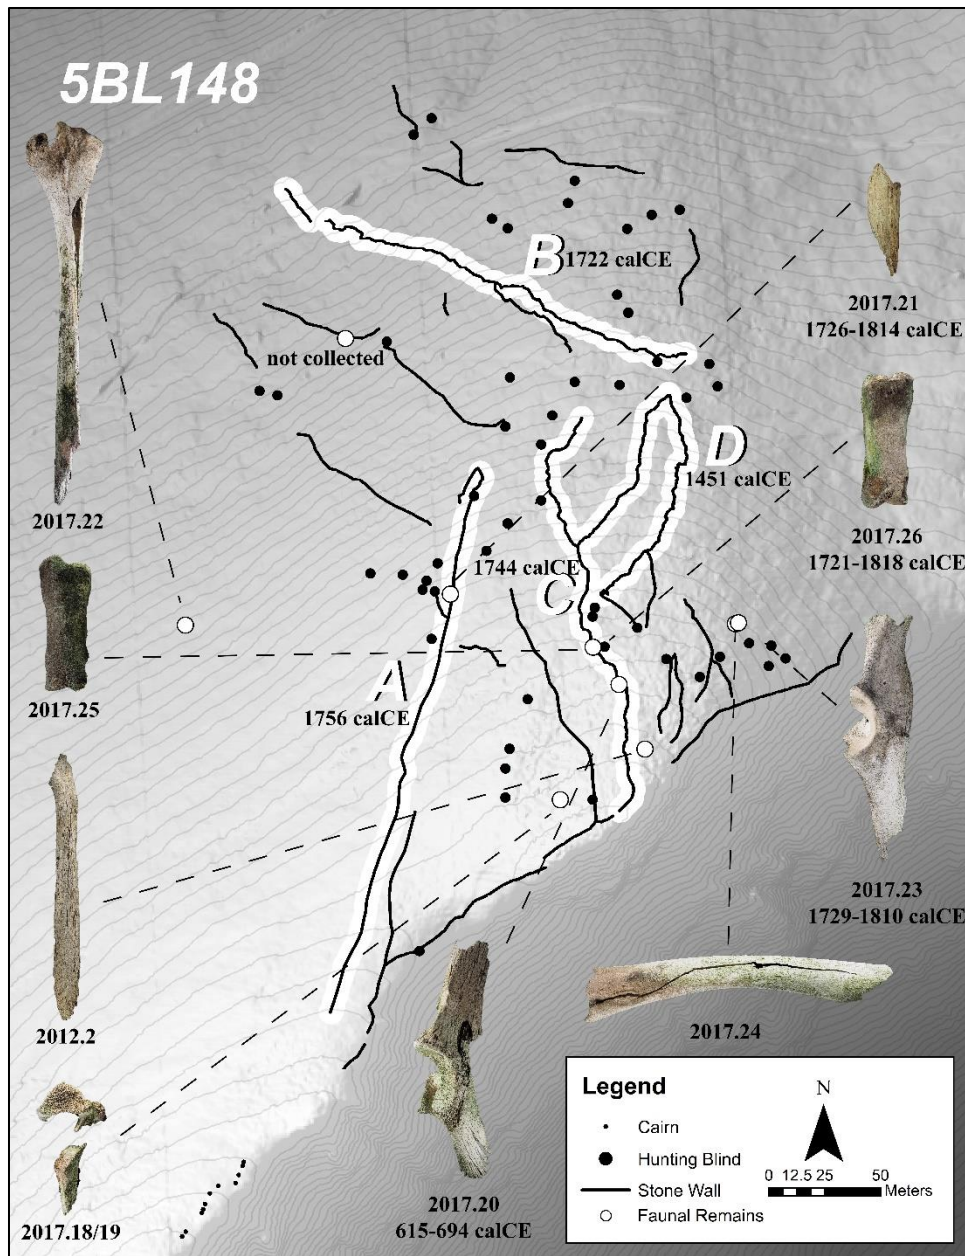 5BL148
B
1722 calCE
2017.21
1726-1814 calCE
not collected
D
1451 calCE
2017.22
2017.26
1721-1818 calCE
1744 calCE
C
2017.25
A
1756 calCE
2017.23
1729-1810 calCE
2012.2
2017.24
2017.18/19
2017.20
615-694 calCE
Legend
Cairn
Hunting Blind
Stone Wall
Faunal Remains
N
0 12.5 25 50
Meters